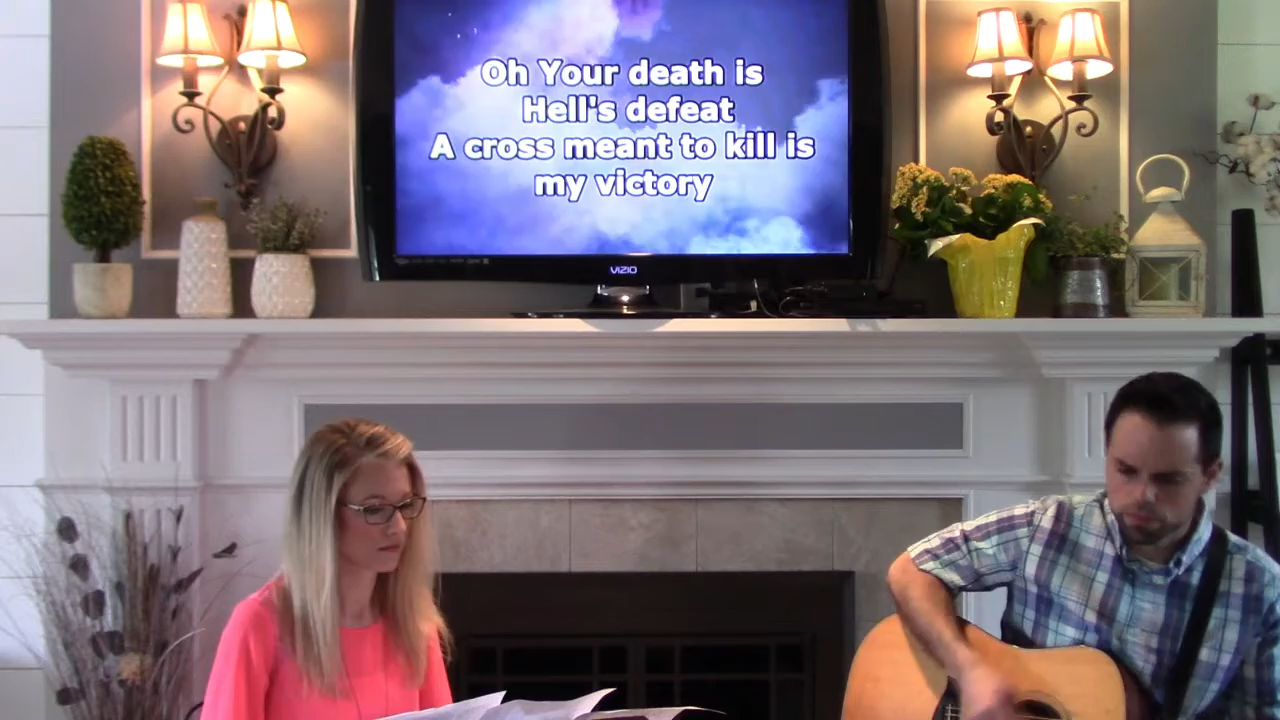 Oh Your death is
Hell's defeat
A cross meant to kill is
my victory
VIZIO